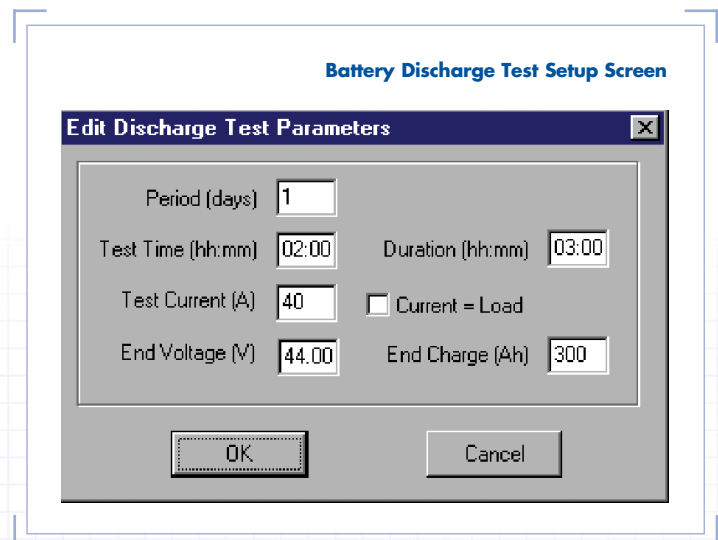 Battery Discharge Test Setup Screen
Edit Discharge Test Parameters
Period (days) 1
Test Time (hh:mm) 02:00 Duration (hh:mm) 03:00
Test Current (A) 40 Current = Load
End Voltage (V) 44.00 End Charge (Ah) 300
OK Cancel